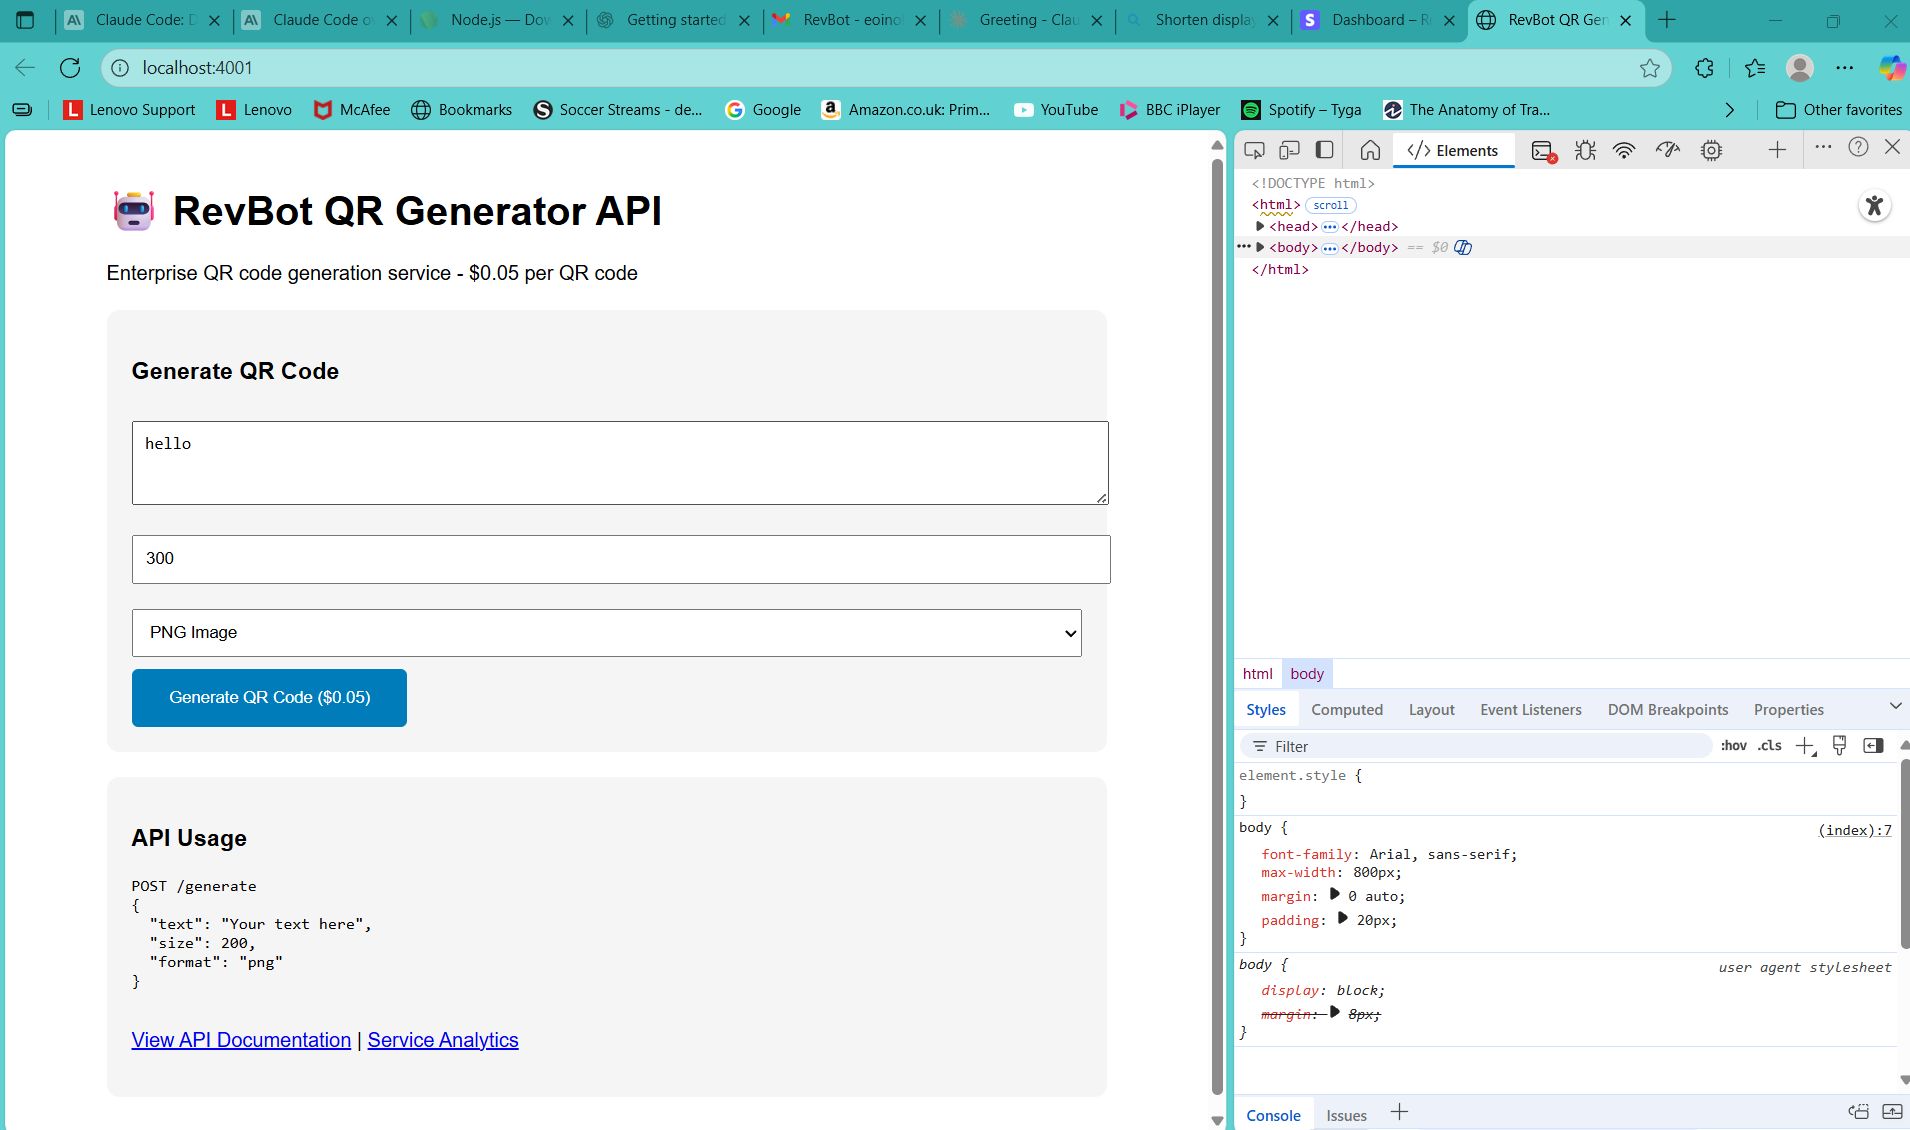 Claude Code: D
Claude Code ov
Node.js — Dow
Getting started
RevBot - eoino
Greeting - Clau
Shorten display
S Dashboard – R
RevBot QR Gen
localhost:4001
L Lenovo Support
L Lenovo
McAfee
Bookmarks
S Soccer Streams - de...
G Google
a Amazon.co.uk: Prim...
YouTube
BBC iPlayer
Spotify – Tyga
The Anatomy of Tra...
Other favorites
RevBot QR Generator API
Enterprise QR code generation service - $0.05 per QR code
Generate QR Code
hello
300
PNG Image
Generate QR Code ($0.05)
API Usage
POST /generate
{
"text": "Your text here",
"size": 200,
"format": "png"
}
View API Documentation | Service Analytics
</> Elements
<!DOCTYPE html>
<html> scroll
<head> ••• </head>
••• <body> ••• </body> == $0
</html>
html body
Styles Computed Layout Event Listeners DOM Breakpoints Properties
Filter :hov .cls
element.style {
}
body { (index):7
font-family: Arial, sans-serif;
max-width: 800px;
margin: 0 auto;
padding: 20px;
}
body { user agent stylesheet
display: block;
margin: 8px;
}
Console Issues